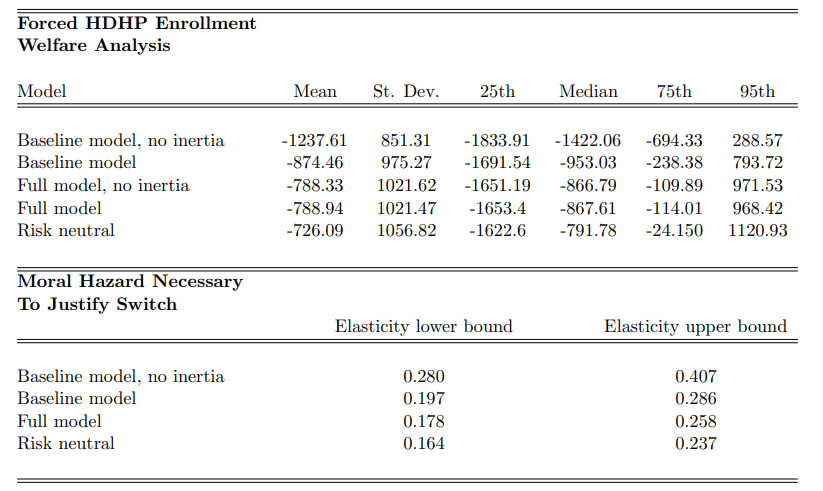 Forced HDHP Enrollment
Welfare Analysis
Model Mean St. Dev. 25th Median 75th 95th
Baseline model, no inertia -1237.61 851.31 -1833.91 -1422.06 -694.33 288.57
Baseline model -874.46 975.27 -1691.54 -953.03 -238.38 793.72
Full model, no inertia -788.33 1021.62 -1651.19 -866.79 -109.89 971.53
Full model -788.94 1021.47 -1653.4 -867.61 -114.01 968.42
Risk neutral -726.09 1056.82 -1622.6 -791.78 -24.150 1120.93
Moral Hazard Necessary
To Justify Switch
Elasticity lower bound Elasticity upper bound
Baseline model, no inertia 0.280 0.407
Baseline model 0.197 0.286
Full model 0.178 0.258
Risk neutral 0.164 0.237